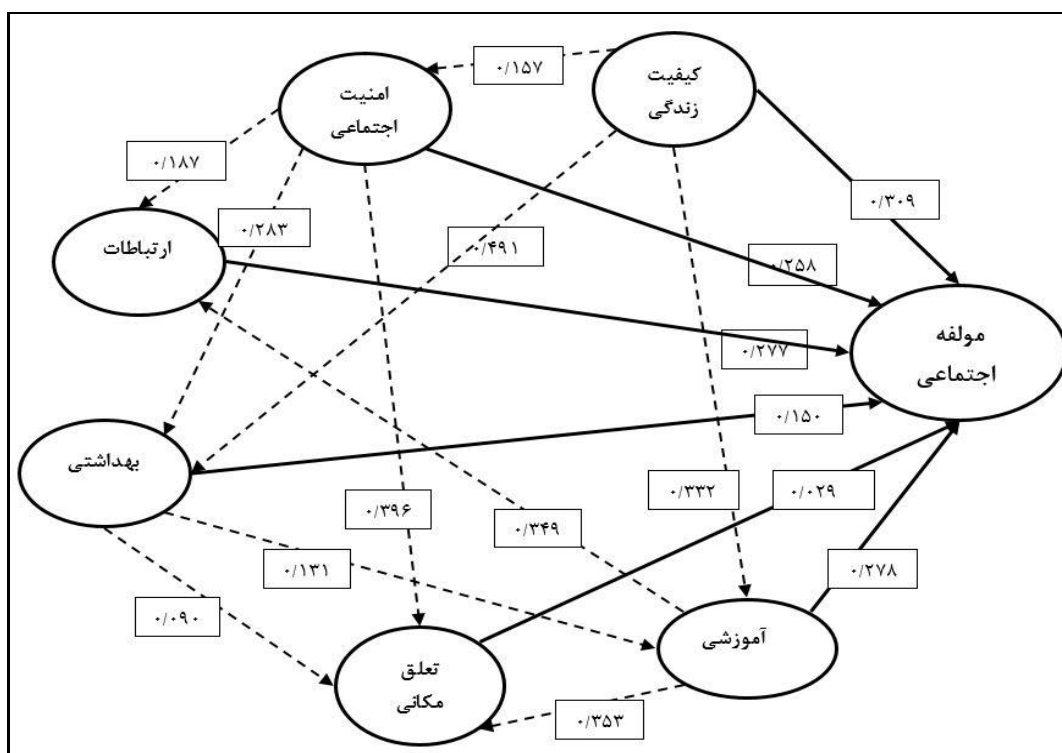 ۰/۱۵۷
کیفیت
زندگی
امنیت
اجتماعی
۰/۱۸۷
۰/۳۰۹
۰/۲۸۳
۰/۴۹۱
ارتباطات
۰/۲۵۸
مولفه
اجتماعی
۰/۲۷۷
۰/۱۵۰
بهداشتی
۰/۳۳۲
۰/۰۲۹
۰/۳۹۶
۰/۳۴۹
۰/۱۳۱
۰/۲۷۸
۰/۰۹۰
آموزشی
تعلق
مکانی
۰/۳۵۳